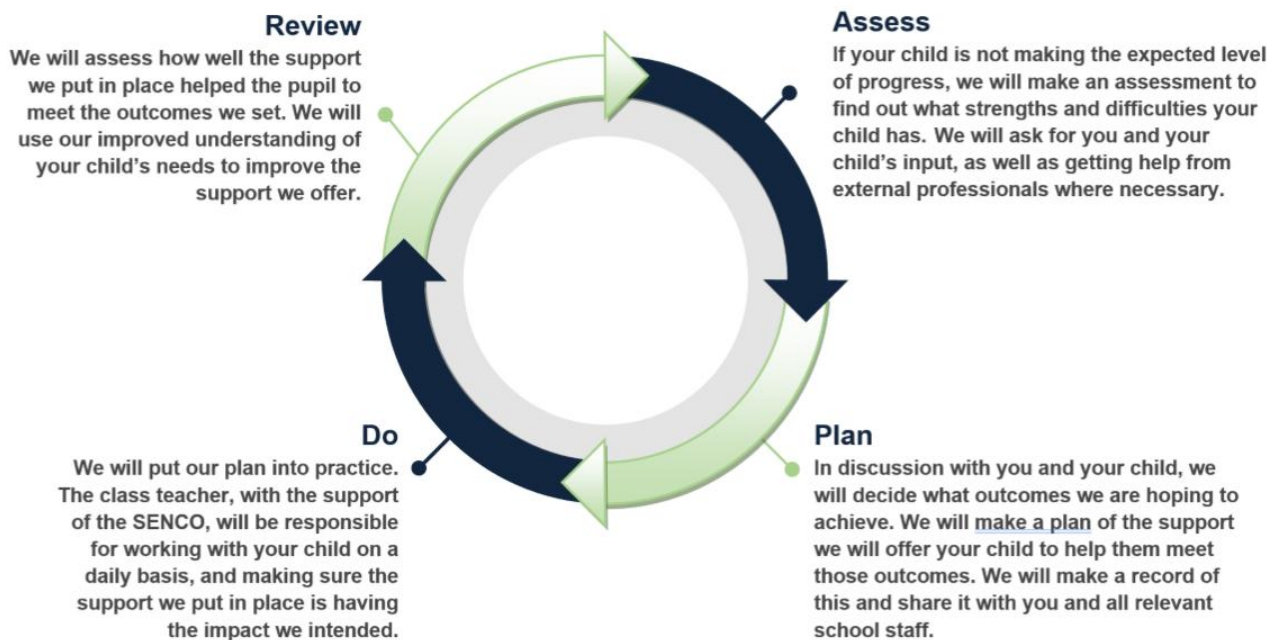 Review
We will assess how well the support
we put in place helped the pupil to
meet the outcomes we set. We will
use our improved understanding of
your child's needs to improve the
support we offer.
Assess
If your child is not making the expected level
of progress, we will make an assessment to
find out what strengths and difficulties your
child has. We will ask for you and your
child's input, as well as getting help from
external professionals where necessary.
Do
We will put our plan into practice.
The class teacher, with the support
of the SENCO, will be responsible
for working with your child on a
daily basis, and making sure the
support we put in place is having
the impact we intended.
Plan
In discussion with you and your child, we
will decide what outcomes we are hoping to
achieve. We will make a plan of the support
we will offer your child to help them meet
those outcomes. We will make a record of
this and share it with you and all relevant
school staff.